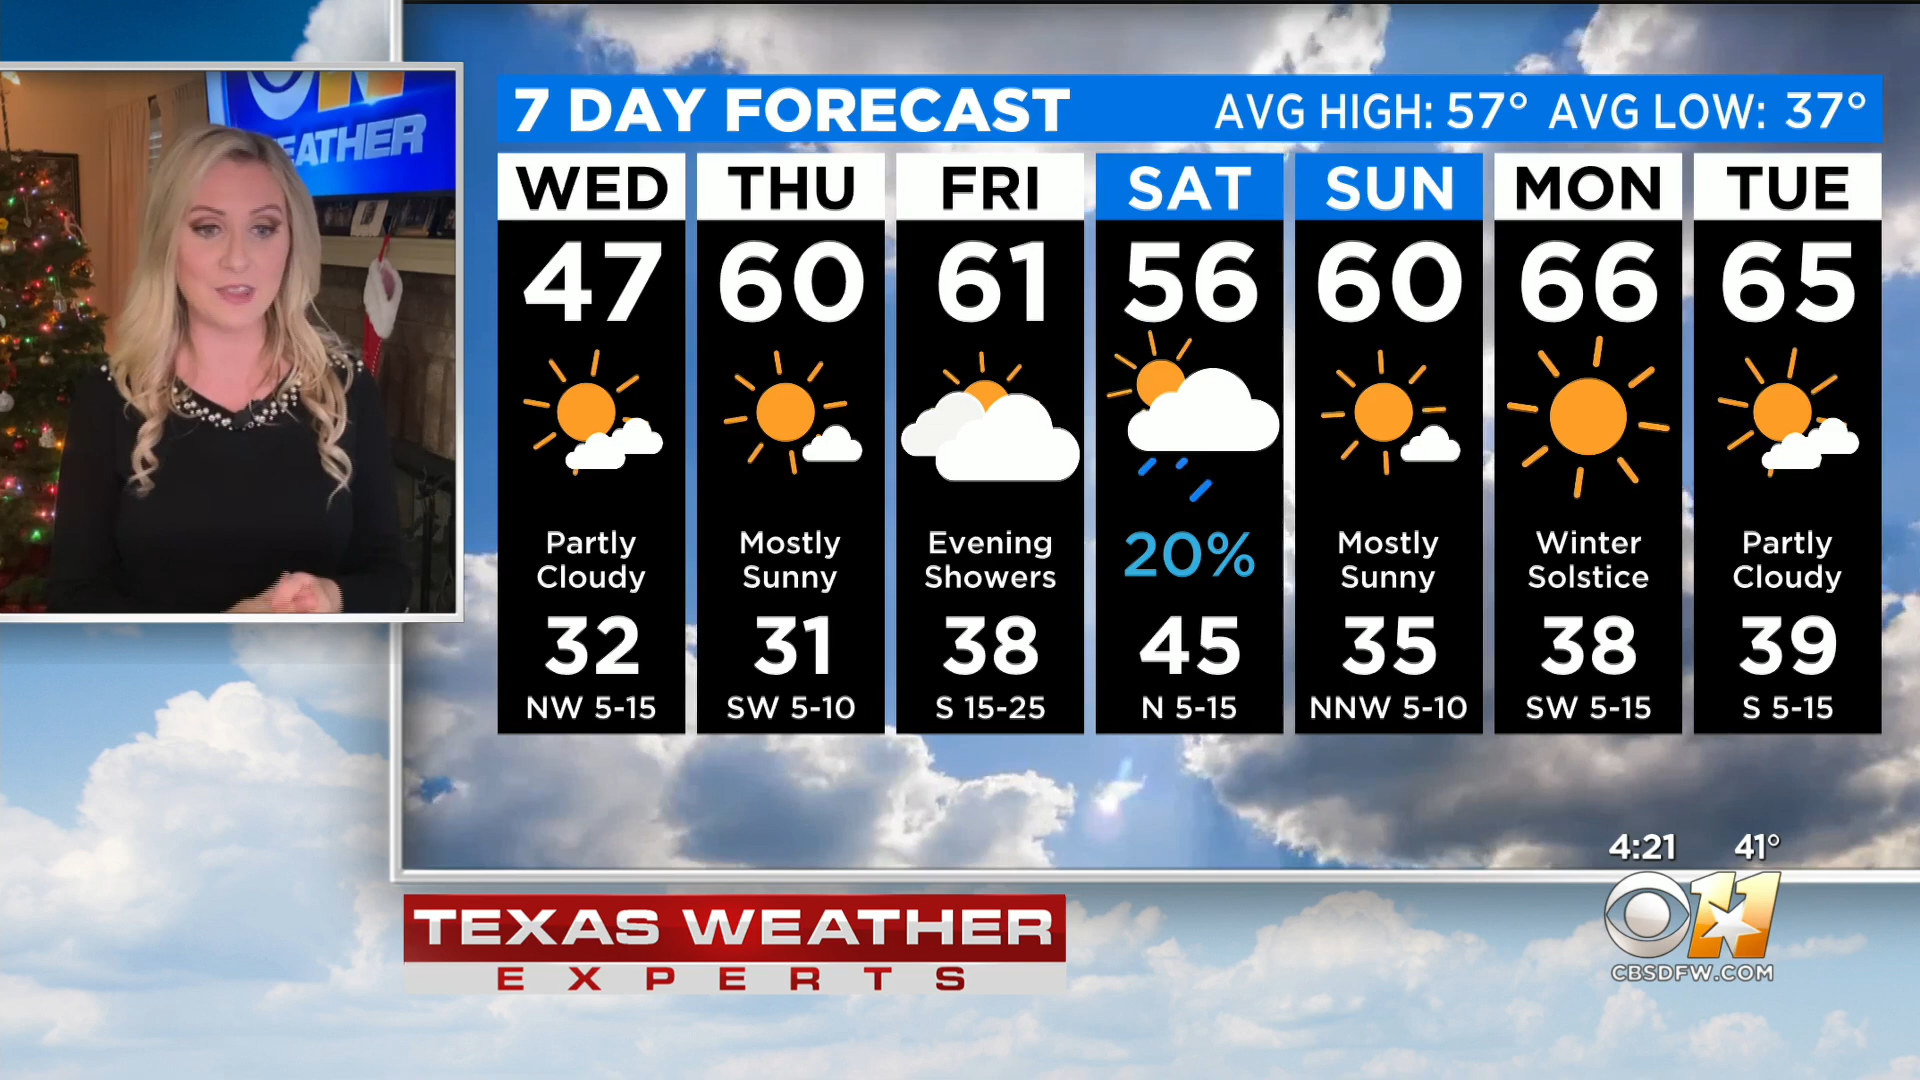 EATHER
7 DAY FORECAST AVG HIGH: 57° AVG LOW: 37°
WED THU FRI SAT SUN MON TUE
47 60 61 56 60 66 65
Partly Cloudy
Mostly Sunny
Evening Showers
20%
Mostly Sunny
Winter Solstice
Partly Cloudy
32 31 38 45 35 38 39
NW 5-15 SW 5-10 S 15-25 N 5-15 NNW 5-10 SW 5-15 S 5-15
4:21 41°
11
CBSDFW.COM
TEXAS WEATHER
EXPERTS